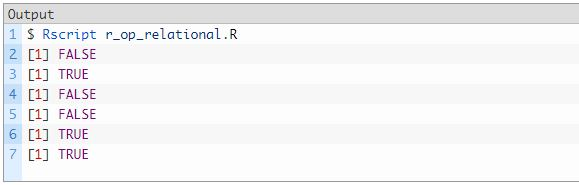 Output
1 $ Rscript r_op_relational.R
2 [1] FALSE
3 [1] TRUE
4 [1] FALSE
5 [1] FALSE
6 [1] TRUE
7 [1] TRUE